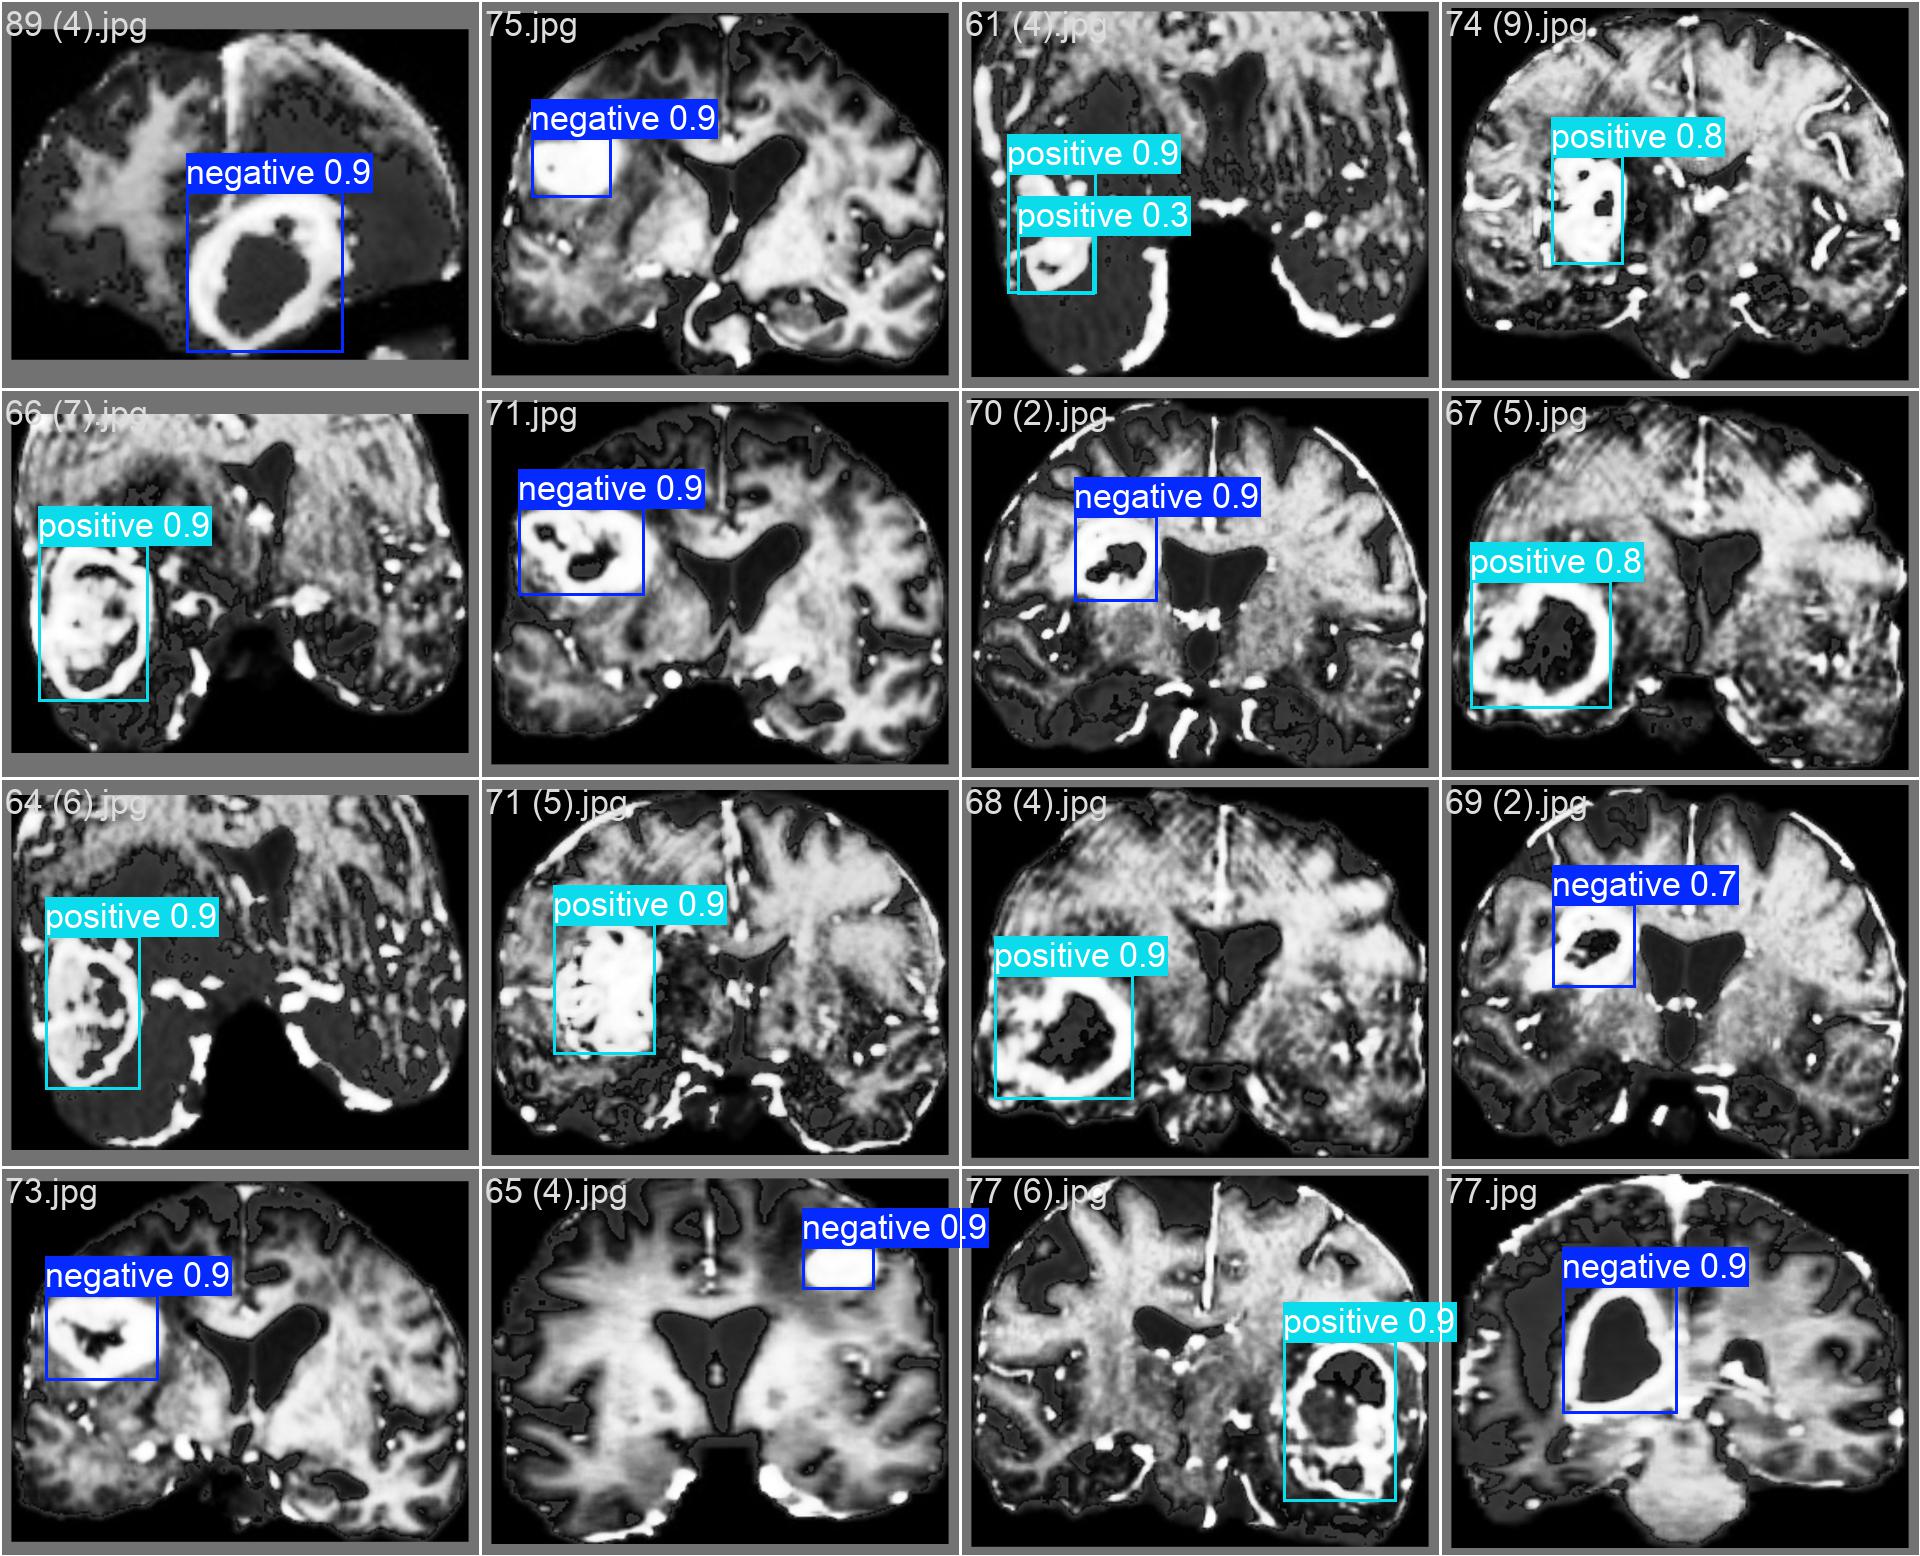 89 (4).jpg
negative 0.9
75.jpg
negative 0.9
61 (4).jpg
positive 0.9
positive 0.3
74 (9).jpg
positive 0.8
66 (7).jpg
positive 0.9
71.jpg
negative 0.9
70 (2).jpg
negative 0.9
67 (5).jpg
positive 0.8
64 (6).jpg
positive 0.9
71 (5).jpg
positive 0.9
68 (4).jpg
positive 0.9
69 (2).jpg
negative 0.7
73.jpg
negative 0.9
65 (4).jpg
negative 0.9
77 (6).jpg
positive 0.9
77.jpg
negative 0.9